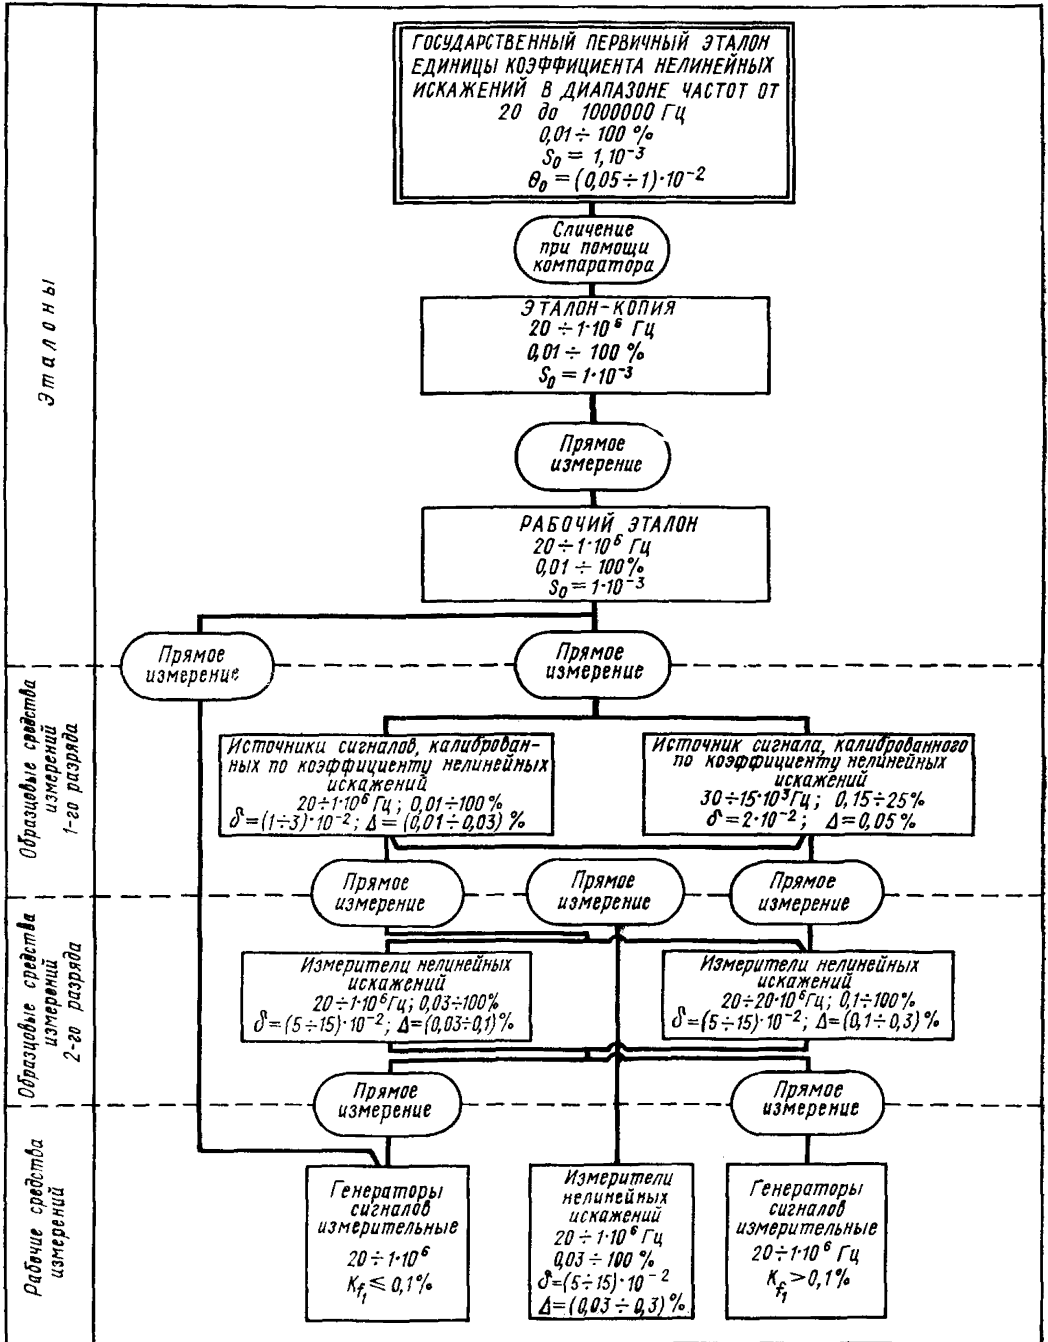 ГОСУДАРСТВЕННЫЙ ПЕРВИЧНЫЙ ЭТАЛОН
ЕДИНИЦЫ КОЭФФИЦИЕНТА НЕЛИНЕЙНЫХ
ИСКАЖЕНИЙ В ДИАПАЗОНЕ ЧАСТОТ ОТ
20 до 1000000 Гц
0,01÷100 %
S₀ = 1,10⁻³
θ₀ = (0,05÷1)·10⁻²
Сличение
при помощи
компаратора
Эталоны
ЭТАЛОН-КОПИЯ
20÷1·10⁶ Гц
0,01÷100 %
S₀ = 1·10⁻³
Прямое
измерение
РАБОЧИЙ ЭТАЛОН
20÷1·10⁶ Гц
0,01÷100%
S₀ = 1·10⁻³
Прямое
измерение
Прямое
измерение
Образцовые средства
измерений
1-го разряда
Источники сигналов, калиброван-
ных по коэффициенту нелинейных
искажений
20÷1·10⁶ Гц; 0,01÷100%
δ=(1÷3)·10⁻²; Δ=(0,01÷0,03)%
Источник сигнала, калиброванного
по коэффициенту нелинейных
искажений
30÷15·10³Гц; 0,15÷25%
δ=2·10⁻²; Δ=0,05%
Прямое
измерение
Прямое
измерение
Прямое
измерение
Образцовые средства
измерений
2-го разряда
Измерители нелинейных
искажений
20÷1·10⁶Гц; 0,03÷100%
δ=(5÷15)·10⁻²; Δ=(0,03÷0,1)%
Измерители нелинейных
искажений
20÷20·10⁶Гц; 0,1÷100%
δ=(5÷15)·10⁻²; Δ=(0,1÷0,3)%
Прямое
измерение
Прямое
измерение
Рабочие средства
измерений
Генераторы
сигналов
измерительные
20÷1·10⁶
K_f₁ ≤ 0,1%
Измерители
нелинейных
искажений
20÷1·10⁶ Гц
0,03÷100 %
δ=(5÷15)·10⁻²
Δ=(0,03÷0,3)%
Генераторы
сигналов
измерительные
20÷1·10⁶ Гц
K_f₁ > 0,1%